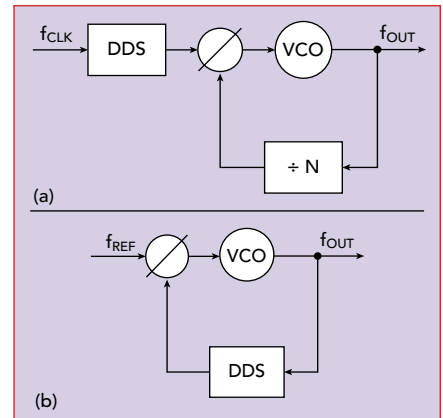 fCLK
DDS
VCO
fOUT
÷ N
(a)
fREF
VCO
fOUT
DDS
(b)